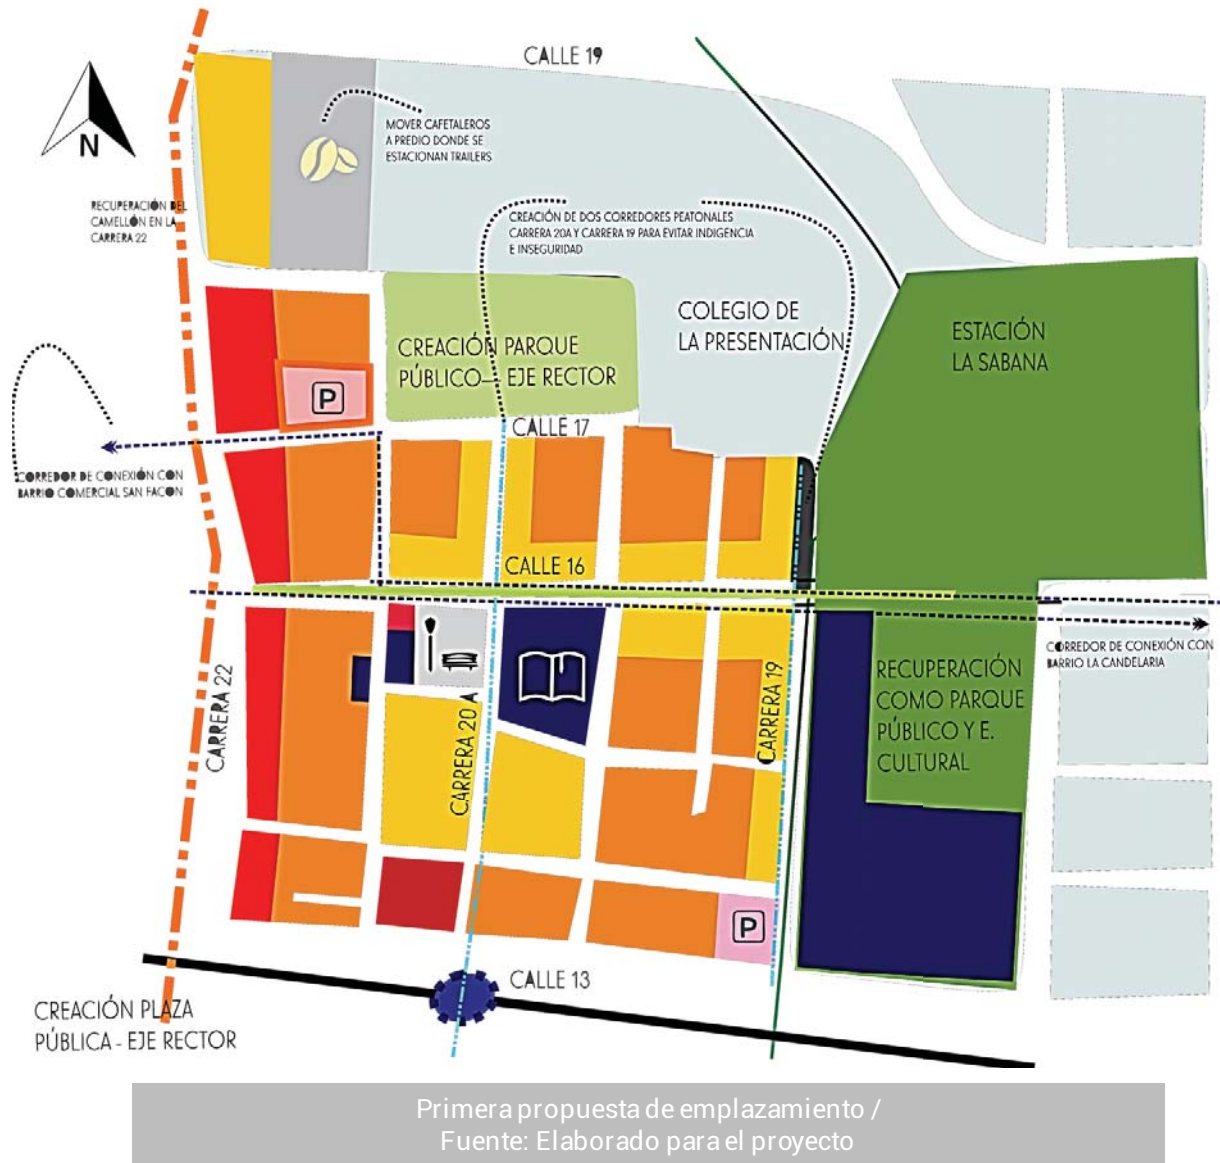 CALLE 19
MOVER CAFETALEROS
A PREDIO DONDE SE
ESTACIONAN TRAILERS
N
RECUPERACIÓN DEL
CAMELLÓN EN LA
CARRERA 22
CREACIÓN DE DOS CORREDORES PEATONALES
CARRERA 20A Y CARRERA 19 PARA EVITAR INDIGENCIA
E INSEGURIDAD
COLEGIO DE
LA PRESENTACIÓN
ESTACIÓN
LA SABANA
CREACIÓN PARQUE
PÚBLICO— EJE RECTOR
P
CALLE 17
CORREDOR DE CONEXIÓN CON
BARRIO COMERCIAL SAN FACON
CALLE 16
CORREDOR DE CONEXIÓN CON
BARRIO LA CANDELARIA
RECUPERACIÓN
COMO PARQUE
PÚBLICO Y E.
CULTURAL
CARRERA 22
CARRERA 20 A
CARRERA 19
P
CALLE 13
CREACIÓN PLAZA
PÚBLICA - EJE RECTOR
Primera propuesta de emplazamiento /
Fuente: Elaborado para el proyecto